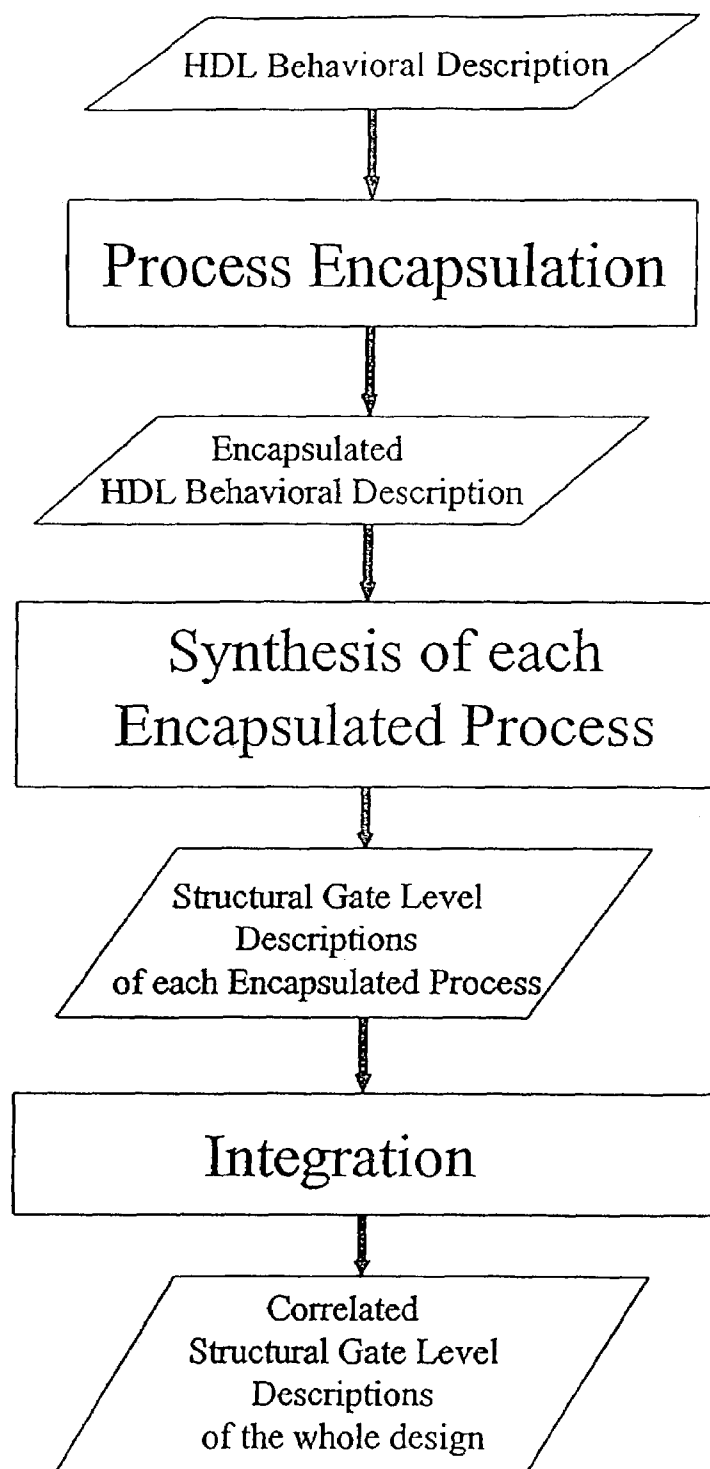 HDL Behavioral Description
Process Encapsulation
Encapsulated
HDL Behavioral Description
Synthesis of each
Encapsulated Process
Structural Gate Level
Descriptions
of each Encapsulated Process
Integration
Correlated
Structural Gate Level
Descriptions
of the whole design